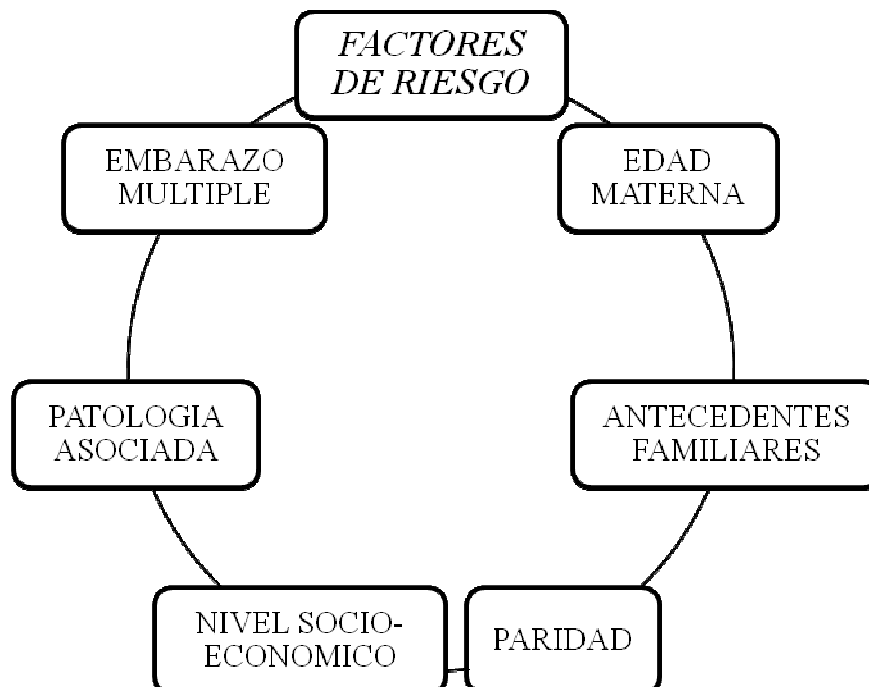 FACTORES
DE RIESGO
EMBARAZO
MULTIPLE
EDAD
MATERNA
PATOLOGIA
ASOCIADA
ANTECEDENTES
FAMILIARES
NIVEL SOCIO-
ECONOMICO
PARIDAD